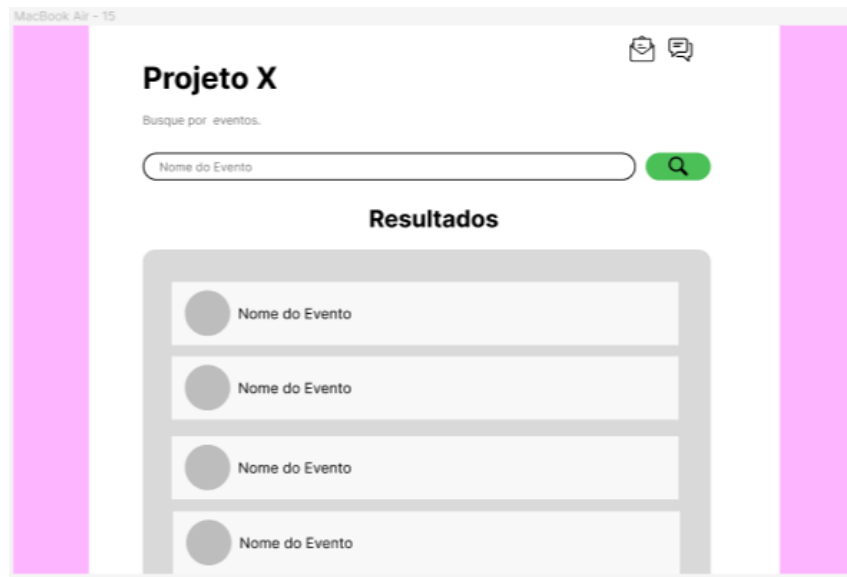 MacBook Air - 15
Projeto X
Busque por eventos.
Nome do Evento
Resultados
Nome do Evento
Nome do Evento
Nome do Evento
Nome do Evento